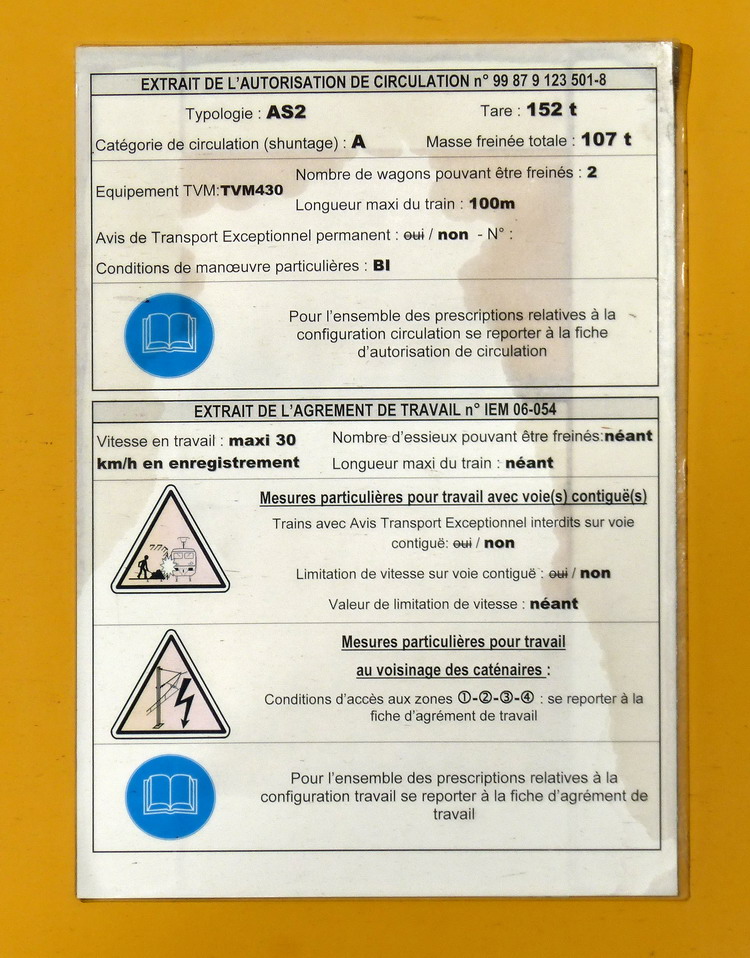 EXTRAIT DE L'AUTORISATION DE CIRCULATION n° 99 87 9 123 501-8
Typologie : AS2 Tare : 152 t
Catégorie de circulation (shuntage) : A Masse freinée totale : 107 t
Nombre de wagons pouvant être freinés : 2
Equipement TVM:TVM430
Longueur maxi du train : 100m
Avis de Transport Exceptionnel permanent : oui / non - N° :
Conditions de manœuvre particulières : BI
Pour l'ensemble des prescriptions relatives à la
configuration circulation se reporter à la fiche
d'autorisation de circulation
EXTRAIT DE L'AGREMENT DE TRAVAIL n° IEM 06-054
Vitesse en travail : maxi 30 Nombre d'essieux pouvant être freinés:néant
km/h en enregistrement Longueur maxi du train : néant
Mesures particulières pour travail avec voie(s) contiguë(s)
Trains avec Avis Transport Exceptionnel interdits sur voie
contiguë: oui / non
Limitation de vitesse sur voie contiguë : oui / non
Valeur de limitation de vitesse : néant
Mesures particulières pour travail
au voisinage des caténaires :
Conditions d'accès aux zones ①-②-③-④ : se reporter à la
fiche d'agrément de travail
Pour l'ensemble des prescriptions relatives à la
configuration travail se reporter à la fiche d'agrément de
travail